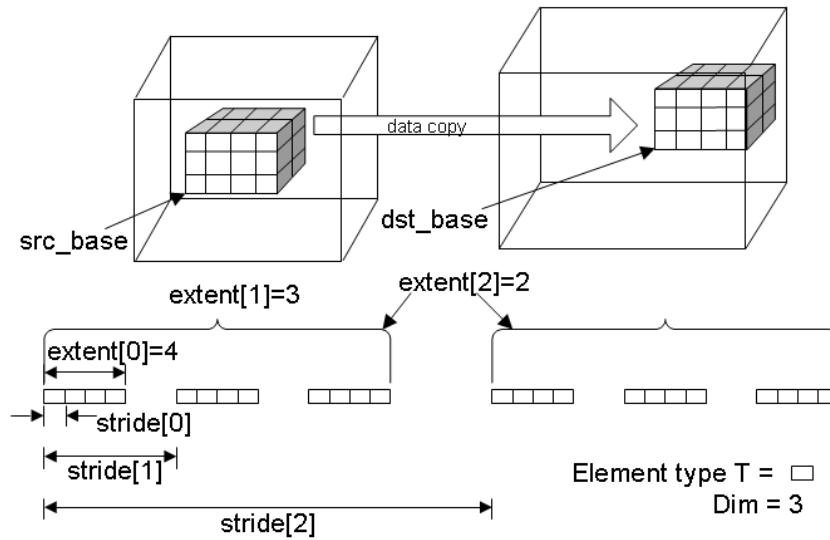 data copy
src_base
dst_base
extent[1]=3
extent[2]=2
extent[0]=4
stride[0]
stride[1]
Element type T =
Dim = 3
stride[2]